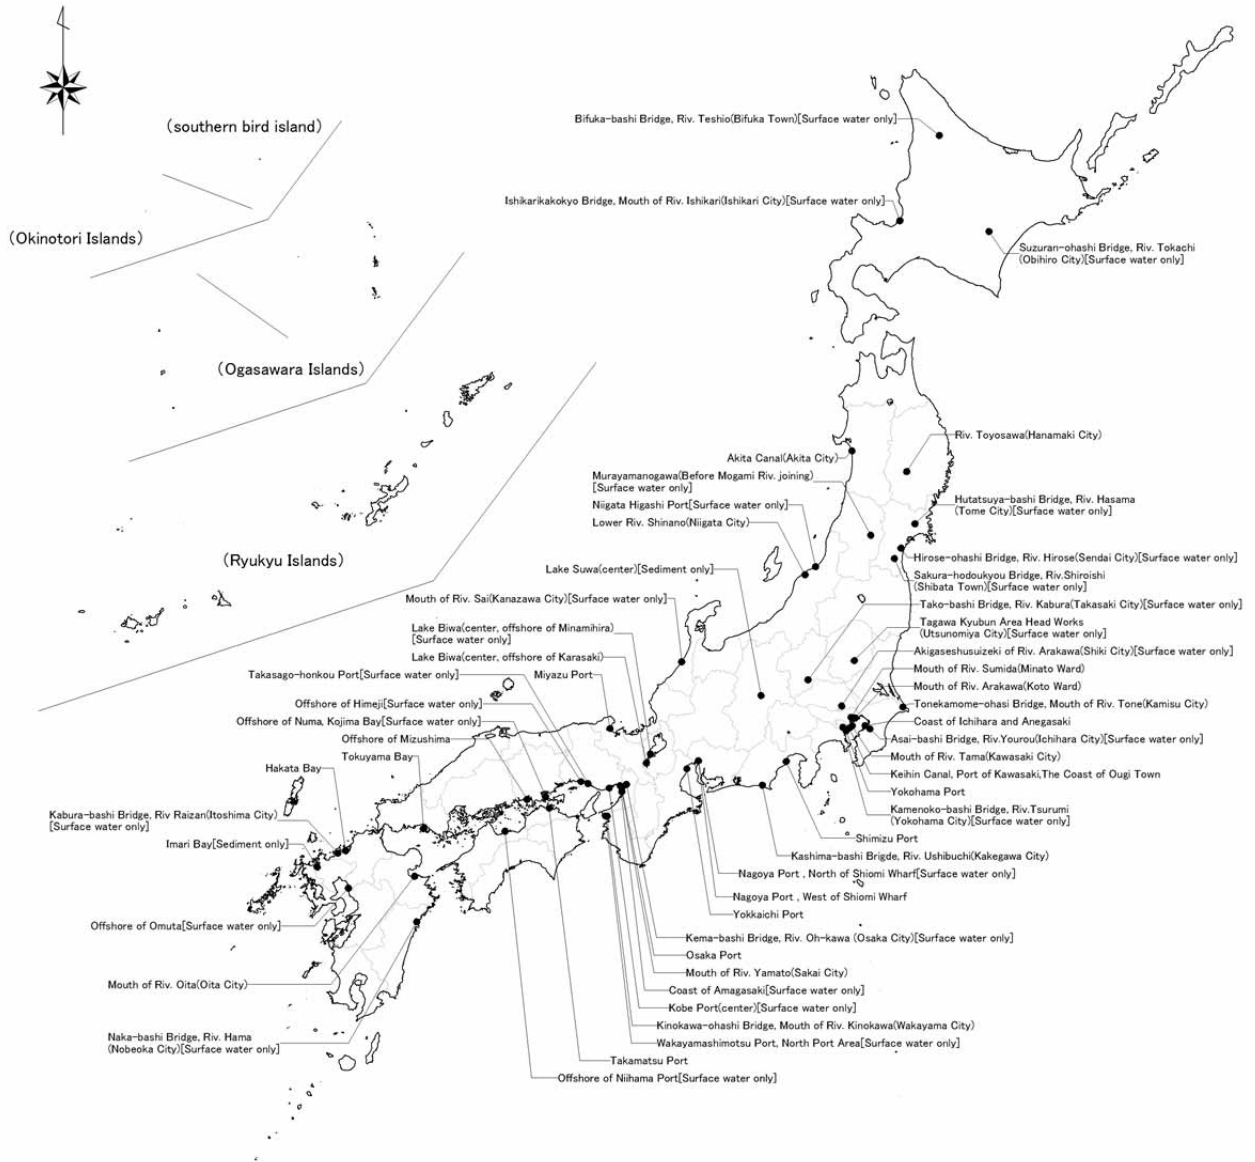 (southern bird island)
Bifuka-bashi Bridge, Riv. Teshio(Bifuka Town)[Surface water only]
Ishikarikakokyo Bridge, Mouth of Riv. Ishikari(Ishikari City)[Surface water only]
(Okinotori Islands)
Suzuran-ohashi Bridge, Riv. Tokachi
(Obihiro City)[Surface water only]
(Ogasawara Islands)
Riv. Toyosawa(Hanamaki City)
Akita Canal(Akita City)
Murayamanogawa(Before Mogami Riv. joining)
[Surface water only]
Niigata Higashi Port[Surface water only]
Lower Riv. Shinano(Niigata City)
Hutatsuya-bashi Bridge, Riv. Hasama
(Tome City)[Surface water only]
(Ryukyu Islands)
Hirose-ohashi Bridge, Riv. Hirose(Sendai City)[Surface water only]
Lake Suwa(center)[Sediment only]
Sakura-hodoukyou Bridge, Riv.Shiroishi
(Shibata Town)[Surface water only]
Mouth of Riv. Sai(Kanazawa City)[Surface water only]
Tako-bashi Bridge, Riv. Kabura(Takasaki City)[Surface water only]
Lake Biwa(center, offshore of Minamihira)
[Surface water only]
Tagawa Kyubun Area Head Works
(Utsunomiya City)[Surface water only]
Lake Biwa(center, offshore of Karasaki)
Akigaseshusuizeki of Riv. Arakawa(Shiki City)[Surface water only]
Takasago-honkou Port[Surface water only]
Miyazu Port
Mouth of Riv. Sumida(Minato Ward)
Mouth of Riv. Arakawa(Koto Ward)
Offshore of Himeji[Surface water only]
Tonekamome-ohasi Bridge, Mouth of Riv. Tone(Kamisu City)
Offshore of Numa, Kojima Bay[Surface water only]
Coast of Ichihara and Anegasaki
Offshore of Mizushima
Asai-bashi Bridge, Riv.Yourou(Ichihara City)[Surface water only]
Tokuyama Bay
Mouth of Riv. Tama(Kawasaki City)
Hakata Bay
Keihin Canal, Port of Kawasaki,The Coast of Ougi Town
Yokohama Port
Kabura-bashi Bridge, Riv Raizan(Itoshima City)
[Surface water only]
Kamenoko-bashi Bridge, Riv.Tsurumi
(Yokohama City)[Surface water only]
Imari Bay[Sediment only]
Shimizu Port
Kashima-bashi Brigde, Riv. Ushibuchi(Kakegawa City)
Nagoya Port , North of Shiomi Wharf[Surface water only]
Nagoya Port , West of Shiomi Wharf
Yokkaichi Port
Offshore of Omuta[Surface water only]
Kema-bashi Bridge, Riv. Oh-kawa (Osaka City)[Surface water only]
Osaka Port
Mouth of Riv. Yamato(Sakai City)
Mouth of Riv. Oita(Oita City)
Coast of Amagasaki[Surface water only]
Kobe Port(center)[Surface water only]
Kinokawa-ohashi Bridge, Mouth of Riv. Kinokawa(Wakayama City)
Naka-bashi Bridge, Riv. Hama
(Nobeoka City)[Surface water only]
Wakayamashimotsu Port, North Port Area[Surface water only]
Takamatsu Port
Offshore of Niihama Port[Surface water only]